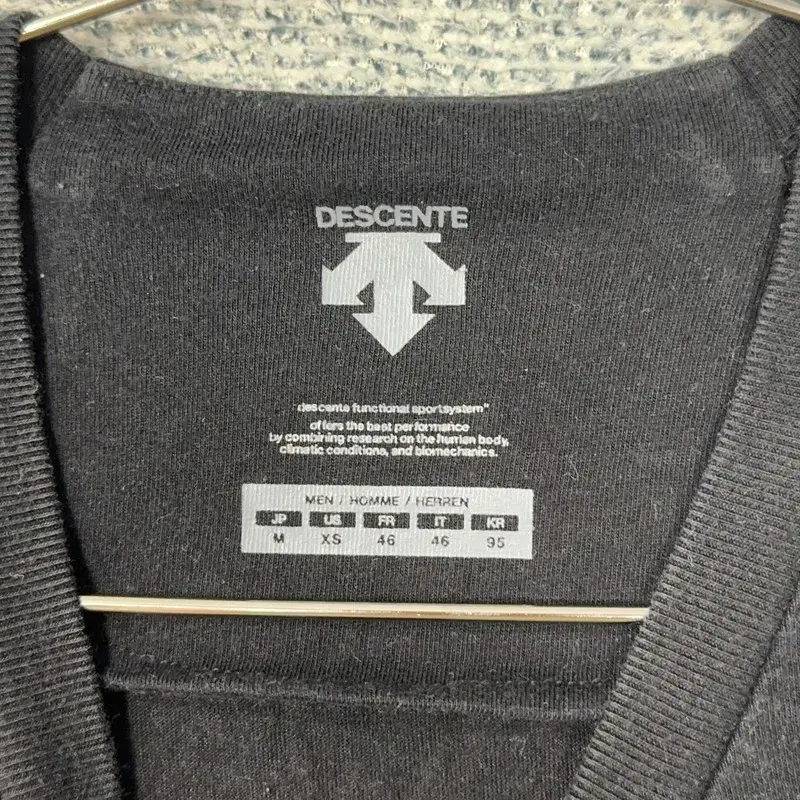 DESCENTE
"descente functional sportsystem"
offers the best performance
by combining research on the human body,
climatic conditions, and biomechanics.
MEN / HOMME / HERREN
JP US FR IT KR
M XS 46 46 95